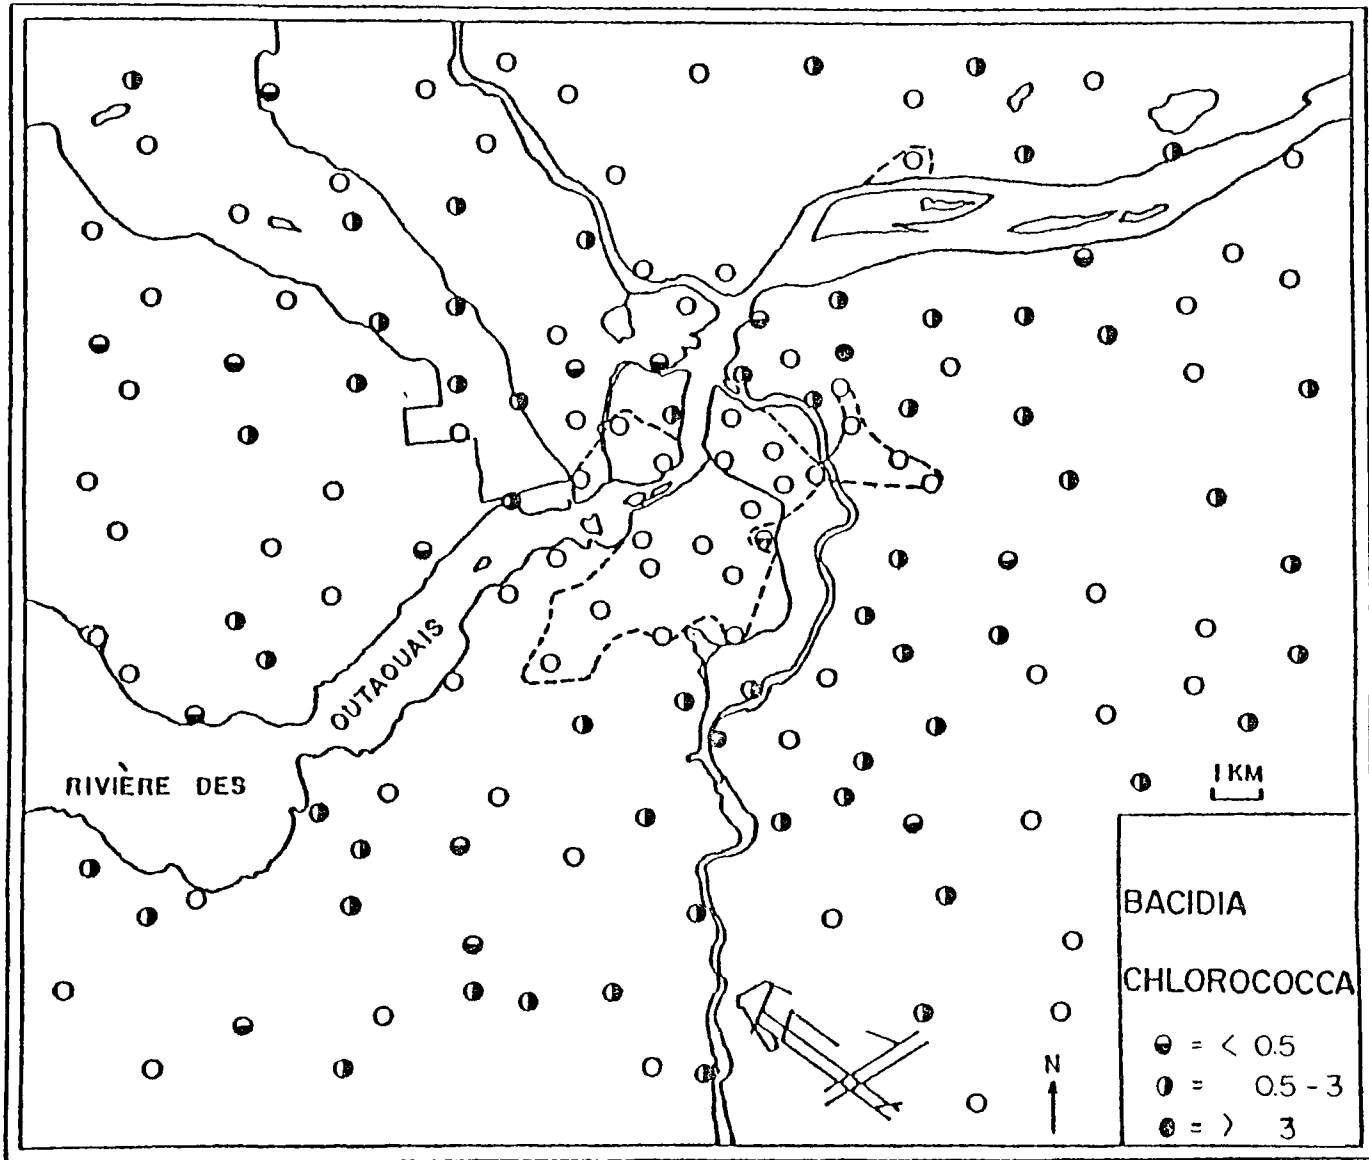 RIVIÈRE DES
OUTAOUAIS
1 KM
BACIDIA
CHLOROCOCCA
= < 0.5
= 0.5 - 3
= > 3
N